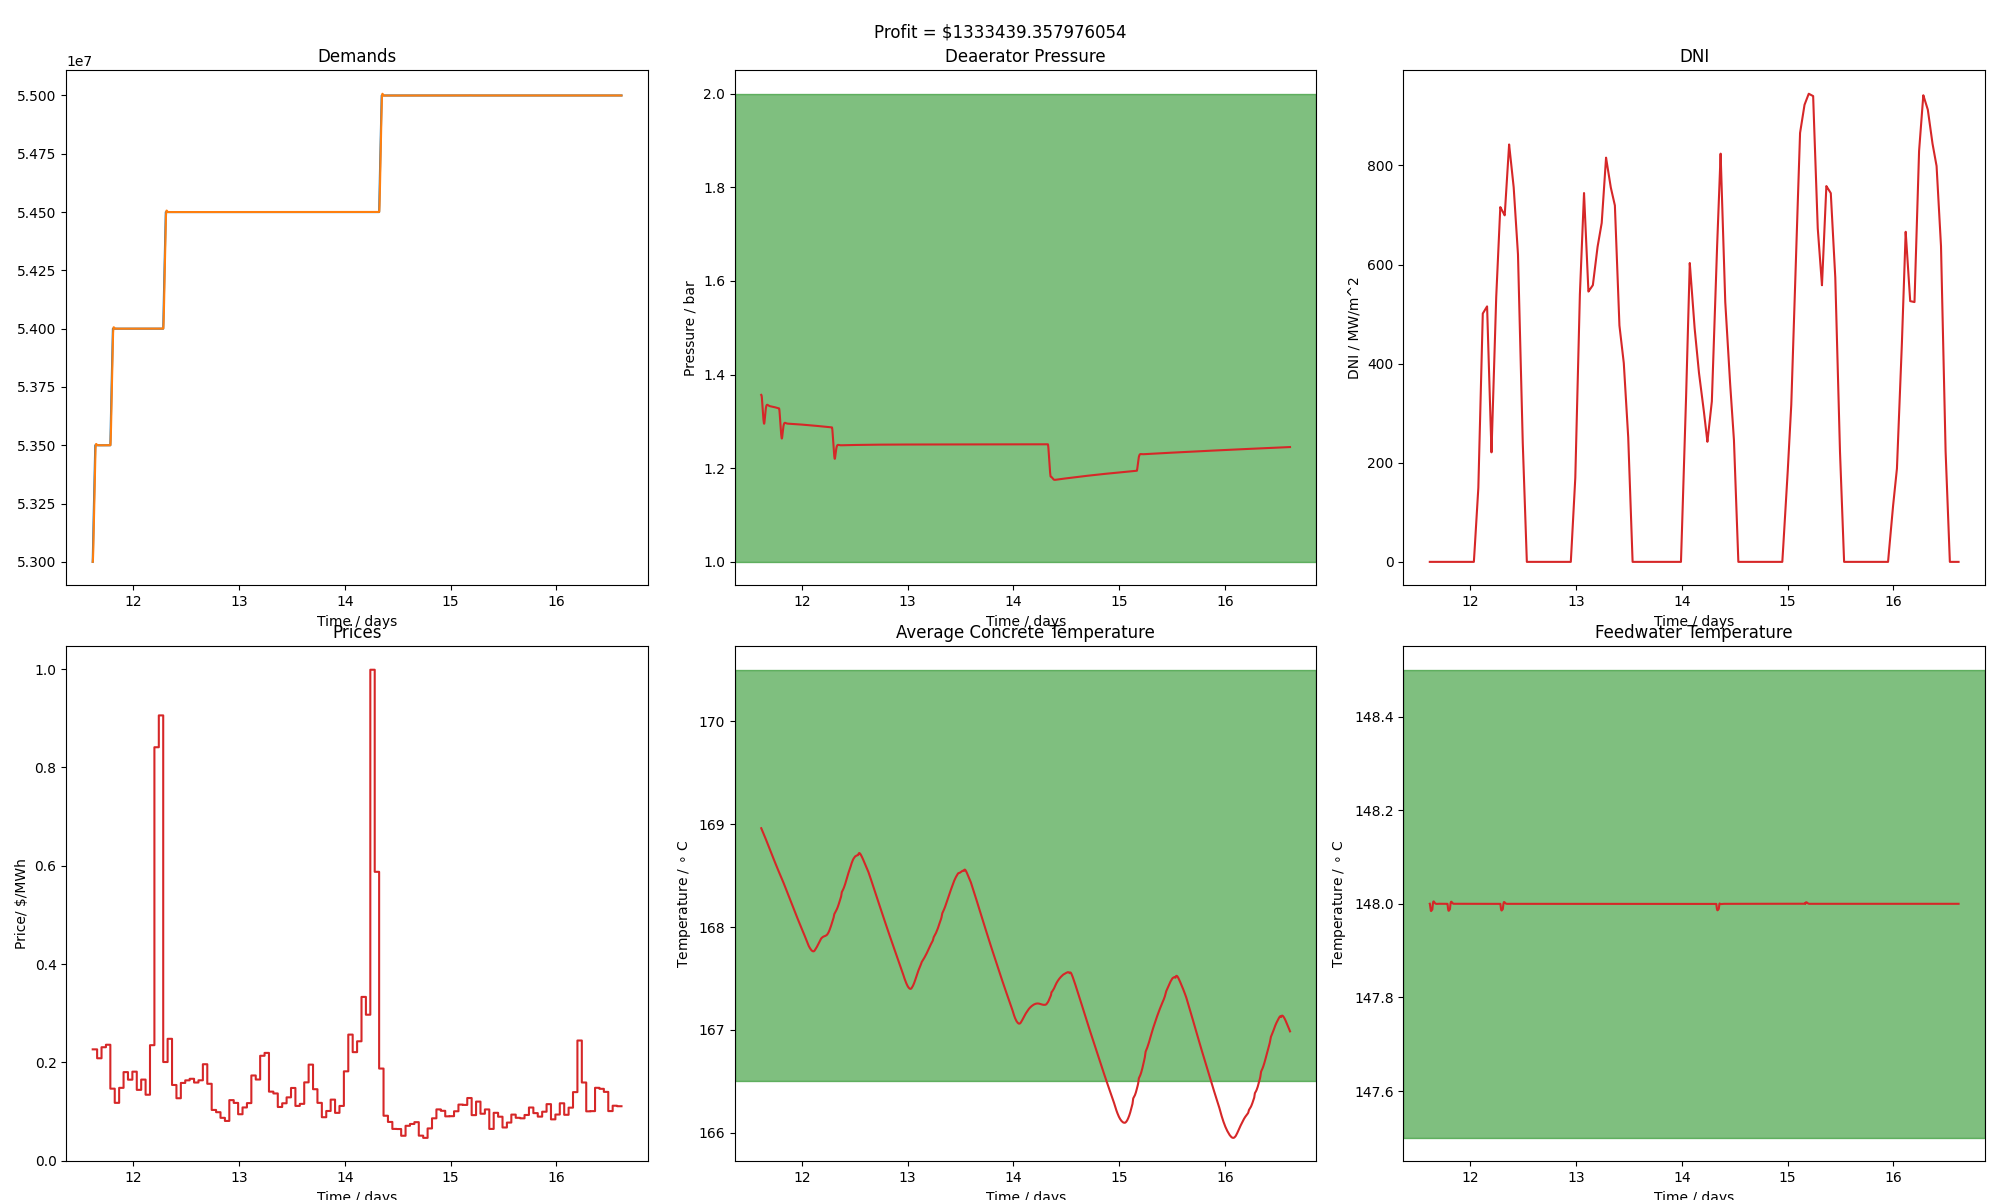 Profit = $1333439.357976054
Demands
1e7
5.500
5.475
5.450
5.425
5.400
5.375
5.350
5.325
5.300
12 13 14 15 16
Time / days
Deaerator Pressure
Pressure / bar
2.0
1.8
1.6
1.4
1.2
1.0
12 13 14 15 16
Time / days
DNI
DNI / MW/m^2
800
600
400
200
0
12 13 14 15 16
Time / days
Prices
Price/ $/MWh
1.0
0.8
0.6
0.4
0.2
0.0
12 13 14 15 16
Time / days
Average Concrete Temperature
Temperature / ∘ C
170
169
168
167
166
12 13 14 15 16
Time / days
Feedwater Temperature
Temperature / ∘ C
148.4
148.2
148.0
147.8
147.6
12 13 14 15 16
Time / days